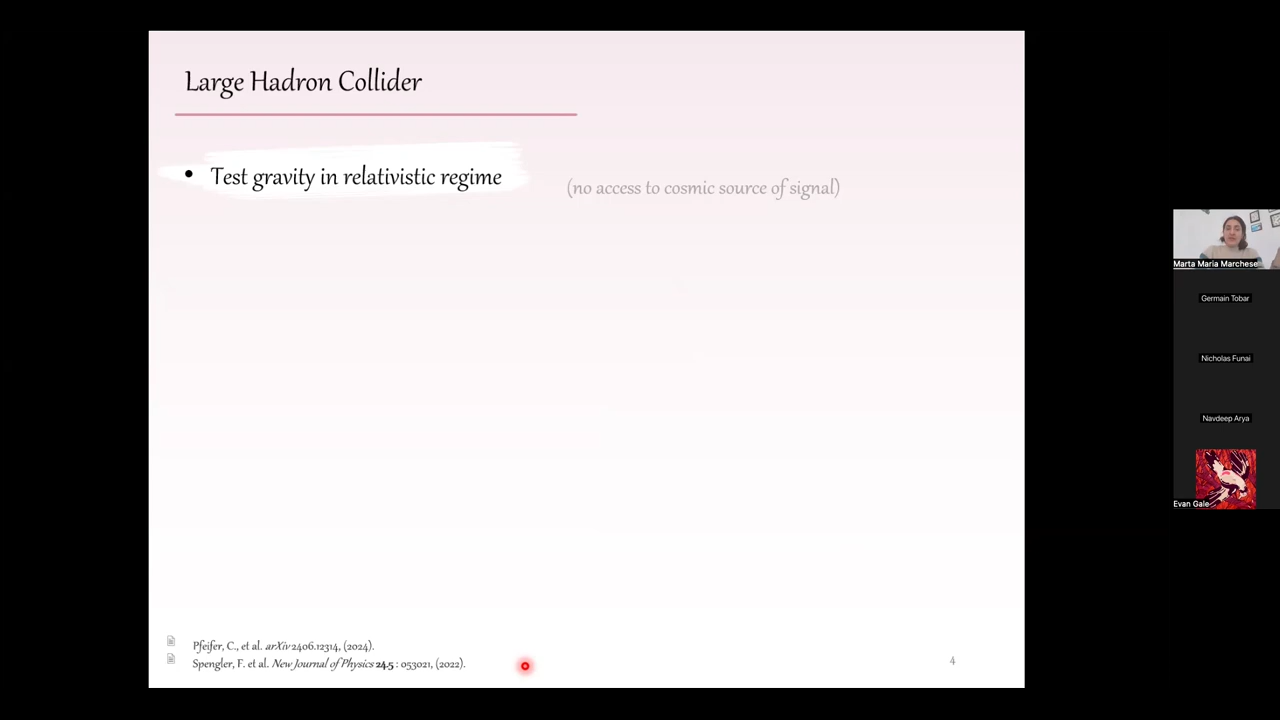 Large Hadron Collider
• Test gravity in relativistic regime
(no access to cosmic source of signal)
Pfeifer, C., et al. arXiv 2406.12314, (2024).
Spengler, F. et al. New Journal of Physics 24.5 : 053021, (2022).
4
Marta Maria Marchese
Germain Tobar
Nicholas Funai
Navdeep Arya
Evan Gale